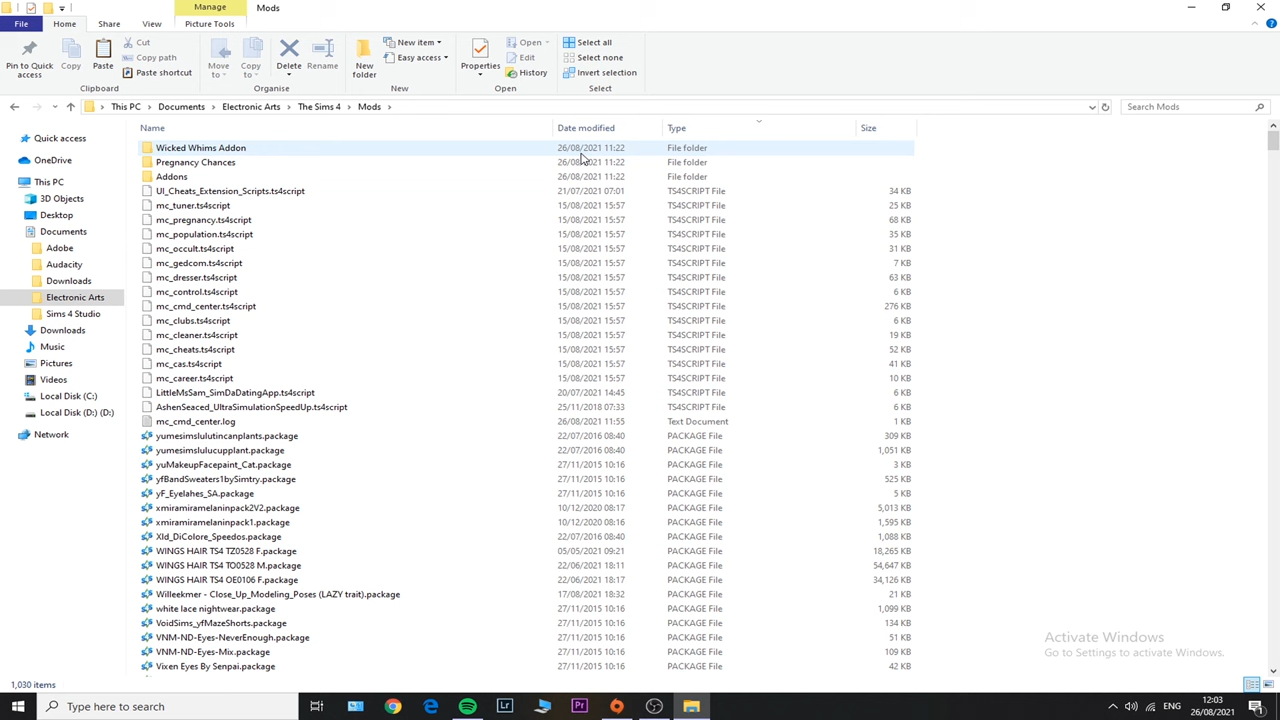 Manage
Mods
File
Home
Share
View
Picture Tools
Pin to Quick access
Copy
Paste
Cut
Copy path
Paste shortcut
Clipboard
Move to
Copy to
Delete
Rename
Organise
New folder
New item
Easy access
New
Properties
Open
Edit
History
Open
Select all
Select none
Invert selection
Select
This PC > Documents > Electronic Arts > The Sims 4 > Mods >
Search Mods
Quick access
OneDrive
This PC
3D Objects
Desktop
Documents
Adobe
Audacity
Downloads
Electronic Arts
Sims 4 Studio
Downloads
Music
Pictures
Videos
Local Disk (C:)
Local Disk (D:) (D:)
Network
Name Date modified Type Size
Wicked Whims Addon 26/08/2021 11:22 File folder
Pregnancy Chances 26/08/2021 11:22 File folder
Addons 26/08/2021 11:22 File folder
UI_Cheats_Extension_Scripts.ts4script 21/07/2021 07:01 TS4SCRIPT File 34 KB
mc_tuner.ts4script 15/08/2021 15:57 TS4SCRIPT File 25 KB
mc_pregnancy.ts4script 15/08/2021 15:57 TS4SCRIPT File 68 KB
mc_population.ts4script 15/08/2021 15:57 TS4SCRIPT File 35 KB
mc_occult.ts4script 15/08/2021 15:57 TS4SCRIPT File 31 KB
mc_gedcom.ts4script 15/08/2021 15:57 TS4SCRIPT File 7 KB
mc_dresser.ts4script 15/08/2021 15:57 TS4SCRIPT File 63 KB
mc_control.ts4script 15/08/2021 15:57 TS4SCRIPT File 6 KB
mc_cmd_center.ts4script 15/08/2021 15:57 TS4SCRIPT File 276 KB
mc_clubs.ts4script 15/08/2021 15:57 TS4SCRIPT File 6 KB
mc_cleaner.ts4script 15/08/2021 15:57 TS4SCRIPT File 19 KB
mc_cheats.ts4script 15/08/2021 15:57 TS4SCRIPT File 52 KB
mc_cas.ts4script 15/08/2021 15:57 TS4SCRIPT File 41 KB
mc_career.ts4script 15/08/2021 15:57 TS4SCRIPT File 10 KB
LittleMsSam_SimDaDatingApp.ts4script 20/07/2021 14:45 TS4SCRIPT File 6 KB
AshenSeaced_UltraSimulationSpeedUp.ts4script 25/11/2018 07:33 TS4SCRIPT File 6 KB
mc_cmd_center.log 26/08/2021 11:55 Text Document 1 KB
yumesimslulutincanplants.package 22/07/2016 08:40 PACKAGE File 309 KB
yumesimslulucupplant.package 22/07/2016 08:40 PACKAGE File 1,051 KB
yuMakeupFacepaint_Cat.package 27/11/2015 10:16 PACKAGE File 3 KB
yfBandSweaters1bySimtry.package 27/11/2015 10:16 PACKAGE File 525 KB
yF_Eyelahes_SA.package 27/11/2015 10:16 PACKAGE File 5 KB
xmiramiramelaninpack2V2.package 10/12/2020 08:17 PACKAGE File 5,013 KB
xmiramiramelaninpack1.package 10/12/2020 08:16 PACKAGE File 1,595 KB
Xld_DiColore_Speedos.package 22/07/2016 08:40 PACKAGE File 1,088 KB
WINGS HAIR TS4 TZ0528 F.package 05/05/2021 09:21 PACKAGE File 18,265 KB
WINGS HAIR TS4 TO0528 M.package 22/06/2021 18:11 PACKAGE File 54,647 KB
WINGS HAIR TS4 OE0106 F.package 22/06/2021 18:17 PACKAGE File 34,126 KB
Willeekmer - Close_Up_Modeling_Poses (LAZY trait).package 17/08/2021 18:32 PACKAGE File 21 KB
white lace nightwear.package 27/11/2015 10:16 PACKAGE File 1,099 KB
VoidSims_yfMazeShorts.package 27/11/2015 10:16 PACKAGE File 134 KB
VNM-ND-Eyes-NeverEnough.package 27/11/2015 10:16 PACKAGE File 51 KB
VNM-ND-Eyes-Mix.package 27/11/2015 10:16 PACKAGE File 109 KB
Vixen Eyes By Senpai.package 27/11/2015 10:16 PACKAGE File 42 KB
Activate Windows
Go to Settings to activate Windows.
1,030 items
Type here to search
Lr
Pr
ENG
12:03
26/08/2021